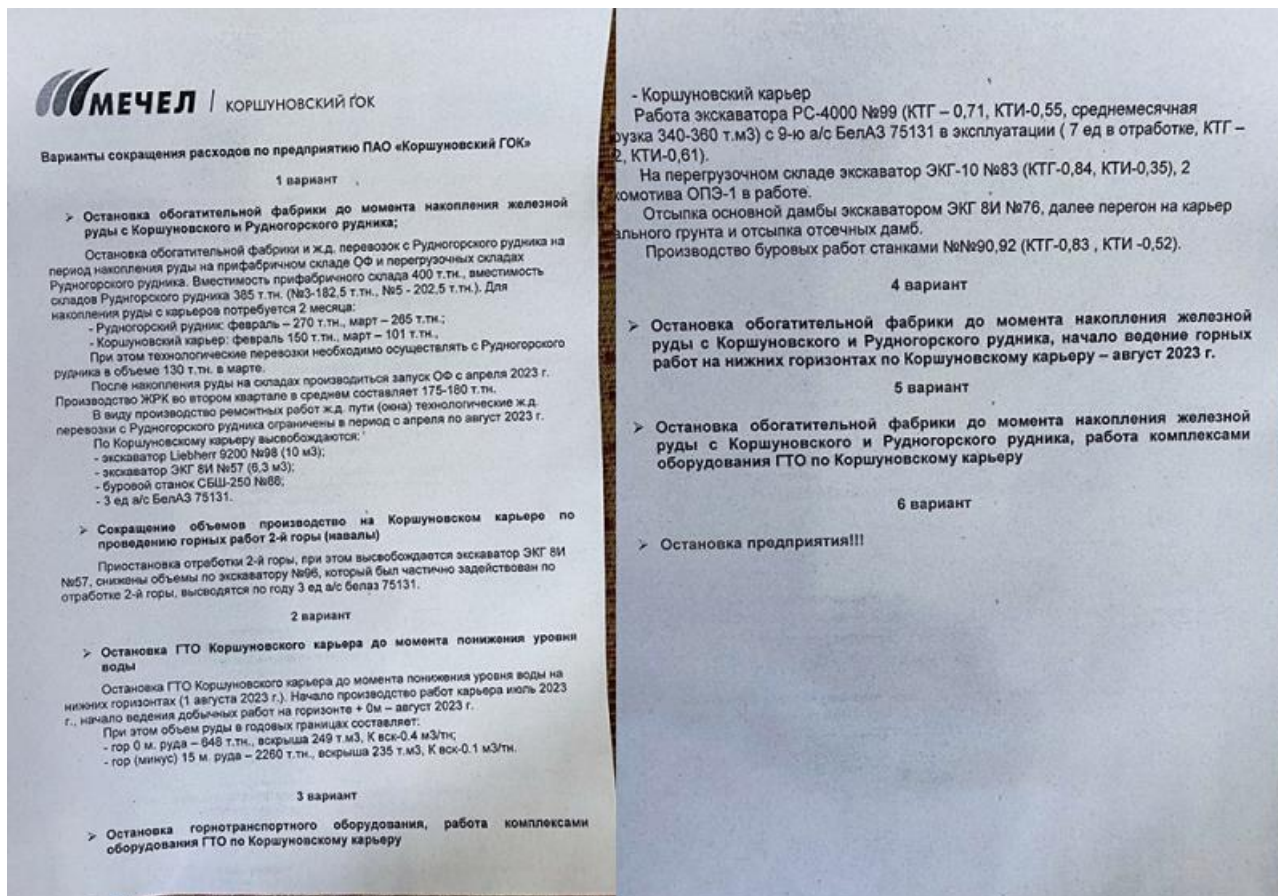 МЕЧЕЛ | КОРШУНОВСКИЙ ГОК
Варианты сокращения расходов по предприятию ПАО «Коршуновский ГОК»
1 вариант
➢ Остановка обогатительной фабрики до момента накопления железной
руды с Коршуновского и Рудногорского рудника;
Остановка обогатительной фабрики и ж.д. перевозок с Рудногорского рудника на
период накопления руды на прифабричном складе ОФ и перегрузочных складах
Рудногорского рудника. Вместимость прифабричного склада 400 т.тн., вместимость
складов Руднгорского рудника 385 т.тн. (№3-182,5 т.тн., №5 - 202,5 т.тн.). Для
накопления руды с карьеров потребуется 2 месяца:
- Рудногорский рудник: февраль – 270 т.тн., март – 265 т.тн.;
- Коршуновский карьер: февраль 150 т.тн., март – 101 т.тн.,
При этом технологические перевозки необходимо осуществлять с Рудногорского
рудника в объеме 130 т.тн. в марте.
После накопления руды на складах производиться запуск ОФ с апреля 2023 г.
Производство ЖРК во втором квартале в среднем составляет 175-180 т.тн.
В виду производство ремонтных работ ж.д. пути (окна) технологические ж.д.
перевозки с Рудногорского рудника ограничены в период с апреля по август 2023 г.
По Коршуновскому карьеру высвобождаются:
- экскаватор Liebherr 9200 №98 (10 м3);
- экскаватор ЭКГ 8И №57 (6,3 м3);
- буровой станок СБШ-250 №86;
- 3 ед а/с БелАЗ 75131.
➢ Сокращение объемов производство на Коршуновском карьере по
проведению горных работ 2-й горы (навалы)
Приостановка отработки 2-й горы, при этом высвобождается экскаватор ЭКГ 8И
№57, снижены объемы по экскаватору №96, который был частично задействован по
отработке 2-й горы, высводятся по году 3 ед а/с белаз 75131.
2 вариант
➢ Остановка ГТО Коршуновского карьера до момента понижения уровня
воды
Остановка ГТО Коршуновского карьера до момента понижения уровня воды на
нижних горизонтах (1 августа 2023 г.). Начало производство работ карьера июль 2023
г., начало ведения добычных работ на горизонте + 0м – август 2023 г.
При этом объем руды в годовых границах составляет:
- гор 0 м. руда – 648 т.тн., вскрыша 249 т.м3, К вск-0.4 м3/тн;
- гор (минус) 15 м. руда – 2260 т.тн., вскрыша 235 т.м3, К вск-0.1 м3/тн.
3 вариант
➢ Остановка горнотранспортного оборудования, работа комплексами
оборудования ГТО по Коршуновскому карьеру
- Коршуновский карьер
Работа экскаватора РС-4000 №99 (КТГ – 0,71, КТИ-0,55, среднемесячная
рузка 340-360 т.м3) с 9-ю а/с БелАЗ 75131 в эксплуатации ( 7 ед в отработке, КТГ –
2, КТИ-0,61).
На перегрузочном складе экскаватор ЭКГ-10 №83 (КТГ-0,84, КТИ-0,35), 2
комотива ОПЭ-1 в работе.
Отсыпка основной дамбы экскаватором ЭКГ 8И №76, далее перегон на карьер
ального грунта и отсыпка отсечных дамб.
Производство буровых работ станками №№90,92 (КТГ-0,83 , КТИ -0,52).
4 вариант
➢ Остановка обогатительной фабрики до момента накопления железной
руды с Коршуновского и Рудногорского рудника, начало ведение горных
работ на нижних горизонтах по Коршуновскому карьеру – август 2023 г.
5 вариант
➢ Остановка обогатительной фабрики до момента накопления железной
руды с Коршуновского и Рудногорского рудника, работа комплексами
оборудования ГТО по Коршуновскому карьеру
6 вариант
➢ Остановка предприятия!!!